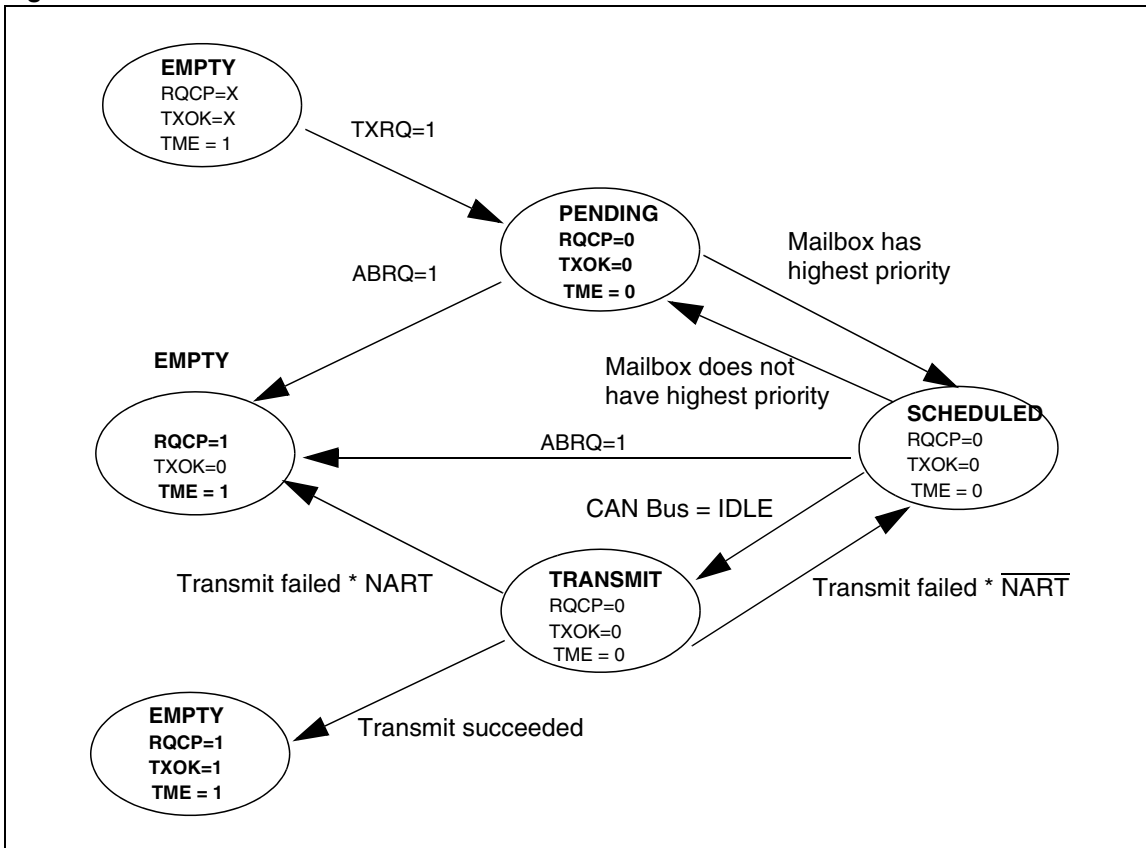 EMPTY
RQCP=X
TXOK=X
TME = 1
TXRQ=1
PENDING
RQCP=0
TXOK=0
TME = 0
Mailbox has
highest priority
ABRQ=1
EMPTY
RQCP=1
TXOK=0
TME = 1
Mailbox does not
have highest priority
SCHEDULED
RQCP=0
TXOK=0
TME = 0
ABRQ=1
CAN Bus = IDLE
Transmit failed * NART
TRANSMIT
RQCP=0
TXOK=0
TME = 0
Transmit failed * N̅A̅R̅T̅
EMPTY
RQCP=1
TXOK=1
TME = 1
Transmit succeeded